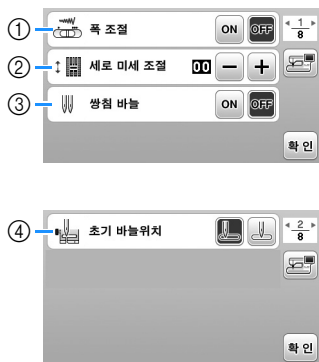 ① 폭 조절 ON OFF 1
8
② 세로 미세 조절 00 − +
③ 쌍침 바늘 ON OFF
확인
④ 초기 바늘위치 2
8
확인